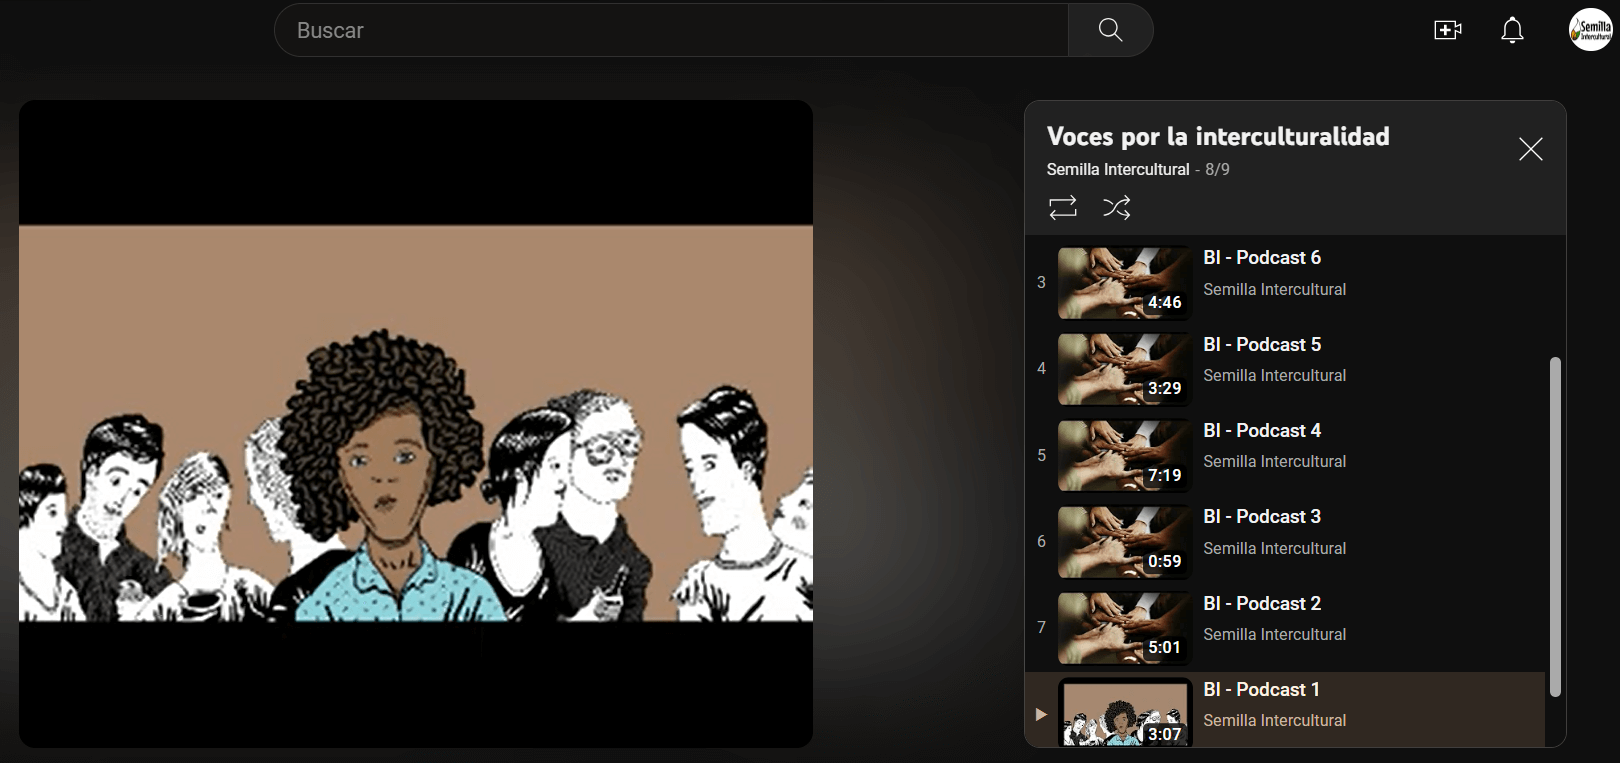 Buscar
Semilla
Intercultural
Voces por la interculturalidad
Semilla Intercultural - 8/9
3
4:46
BI - Podcast 6
Semilla Intercultural
4
3:29
BI - Podcast 5
Semilla Intercultural
5
7:19
BI - Podcast 4
Semilla Intercultural
6
0:59
BI - Podcast 3
Semilla Intercultural
7
5:01
BI - Podcast 2
Semilla Intercultural
3:07
BI - Podcast 1
Semilla Intercultural